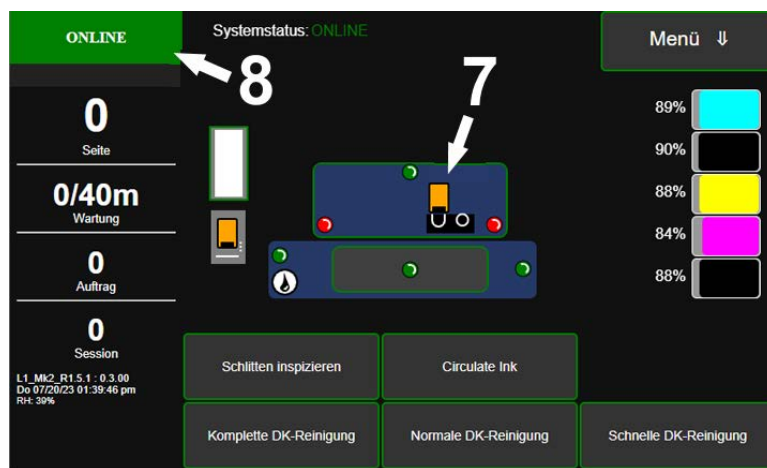 ONLINE
Systemstatus: ONLINE
Menü ⇓
8
7
0
Seite
0/40m
Wartung
0
Auftrag
0
Session
L1_Mk2_R1.5.1 : 0.3.00
Do 07/20/23 01:39:46 pm
RH: 39%
89%
90%
88%
84%
88%
Schlitten inspizieren
Circulate Ink
Komplette DK-Reinigung
Normale DK-Reinigung
Schnelle DK-Reinigung